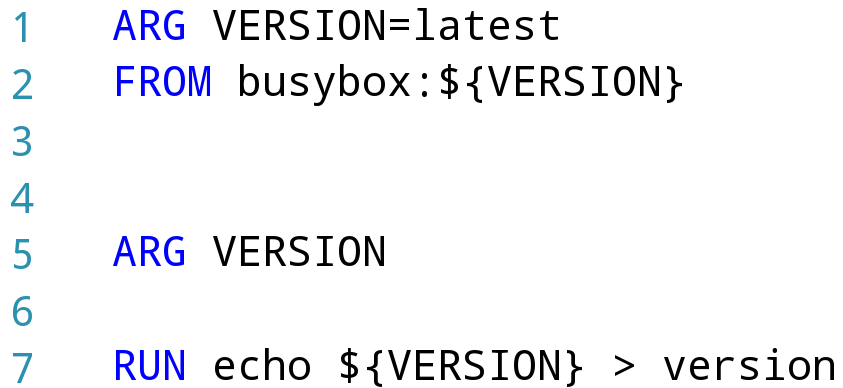 1 ARG VERSION=latest
2 FROM busybox:${VERSION}
3
4
5 ARG VERSION
6
7 RUN echo ${VERSION} > version